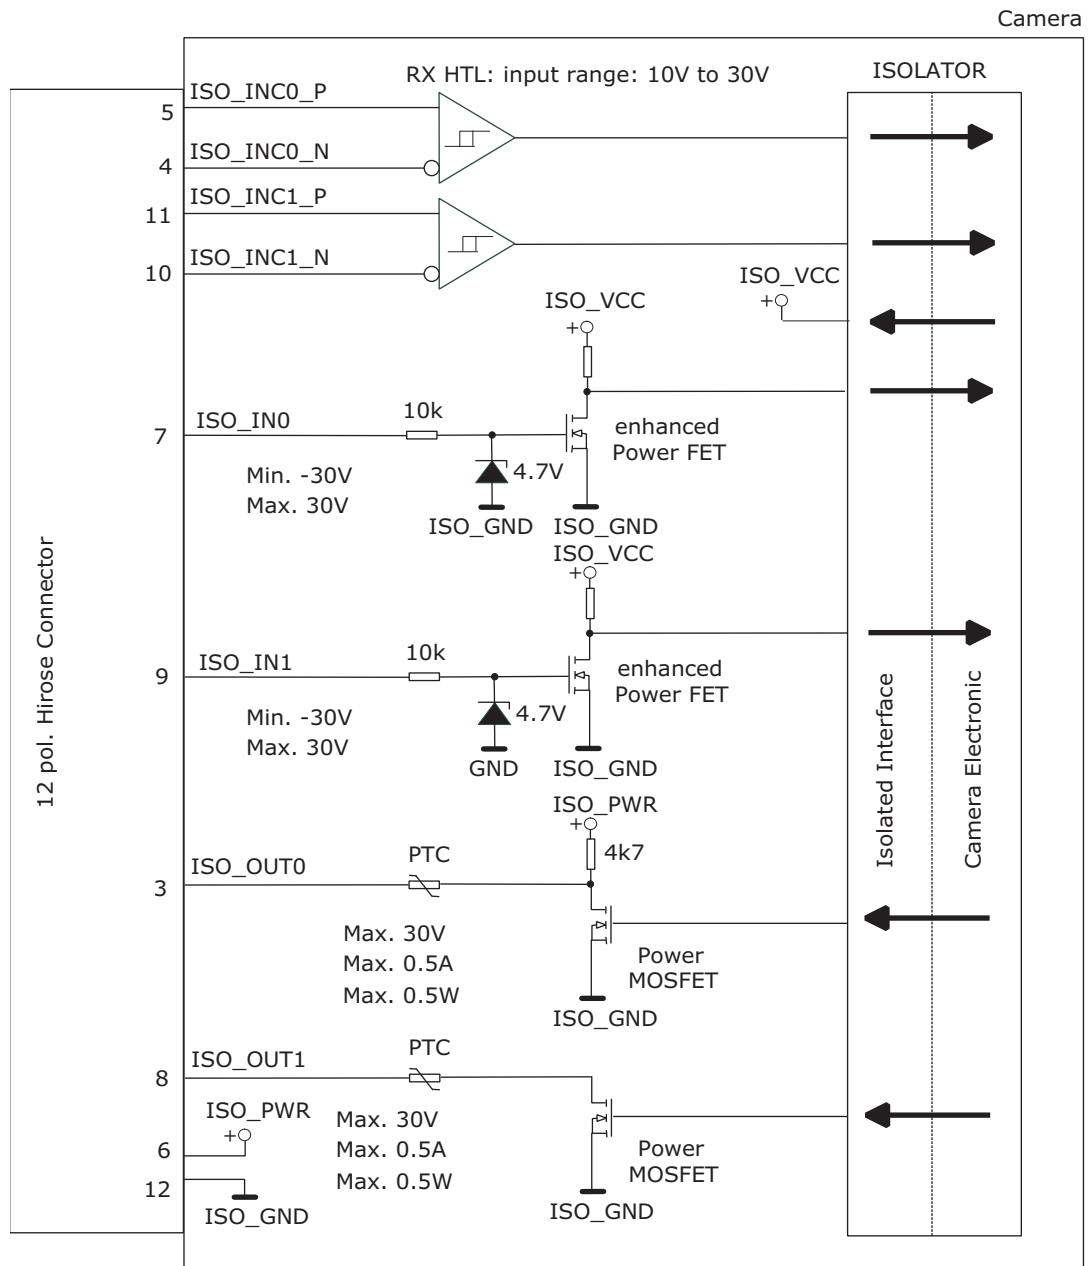 Camera
RX HTL: input range: 10V to 30V
ISOLATOR
ISO_INC0_P
5
ISO_INC0_N
4
ISO_INC1_P
11
ISO_INC1_N
10
ISO_VCC
+
ISO_VCC
+
ISO_IN0
7
10k
enhanced
Power FET
Min. -30V
Max. 30V
4.7V
ISO_GND
ISO_GND
ISO_VCC
+
ISO_IN1
9
10k
enhanced
Power FET
Min. -30V
Max. 30V
4.7V
GND
ISO_GND
12 pol. Hirose Connector
Isolated Interface
Camera Electronic
ISO_PWR
+
4k7
ISO_OUT0
3
PTC
Max. 30V
Max. 0.5A
Max. 0.5W
Power
MOSFET
ISO_GND
ISO_OUT1
8
PTC
ISO_PWR
+
6
12
ISO_GND
Max. 30V
Max. 0.5A
Max. 0.5W
Power
MOSFET
ISO_GND